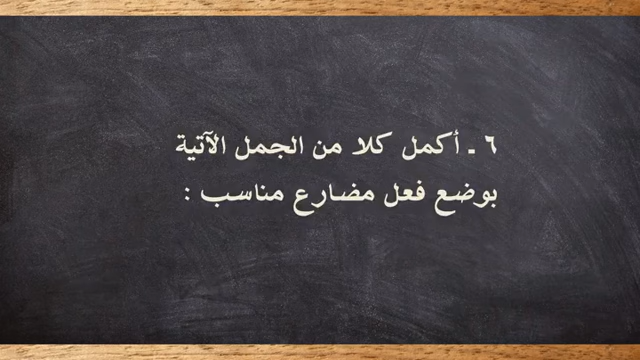 ٦ ـ أكمل كلا من الجمل الآتية
بوضع فعل مضارع مناسب :